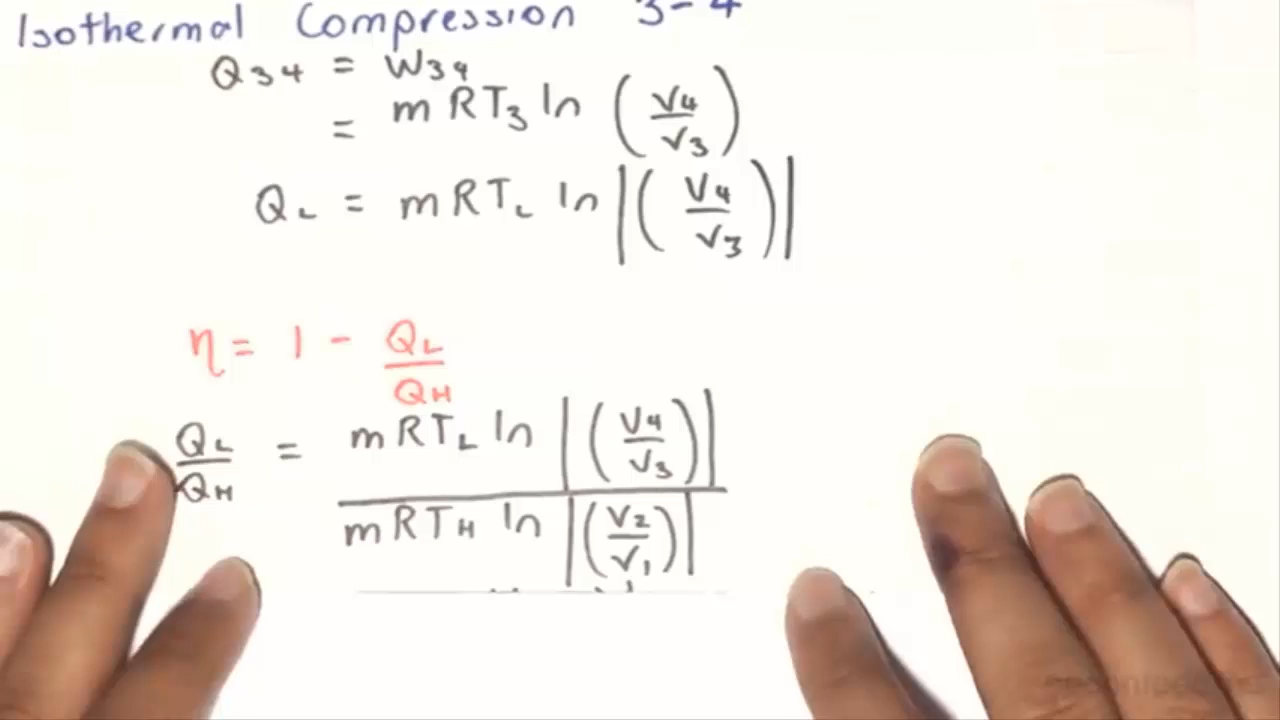 Isothermal Compression 3-4
Q34 = W34
= mRT3 ln (V4/V3)
QL = mRTL ln |(V4/V3)|
η = 1 - QL/QH
QL/QH = mRTL ln |(V4/V3)| / mRTH ln |(V2/V1)|